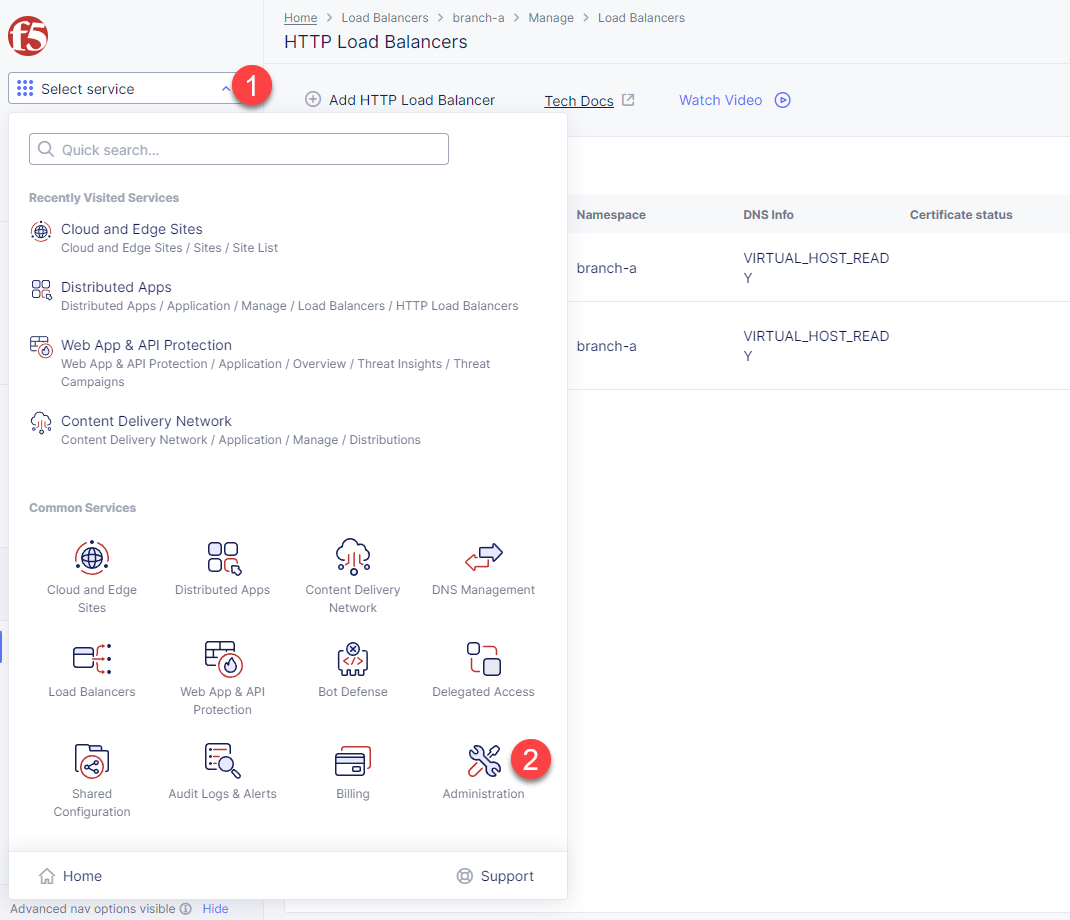 f5
Home > Load Balancers > branch-a > Manage > Load Balancers
HTTP Load Balancers
Select service
1
Add HTTP Load Balancer
Tech Docs
Watch Video
Quick search...
Recently Visited Services
Cloud and Edge Sites
Cloud and Edge Sites / Sites / Site List
Distributed Apps
Distributed Apps / Application / Manage / Load Balancers / HTTP Load Balancers
Web App & API Protection
Web App & API Protection / Application / Overview / Threat Insights / Threat
Campaigns
Content Delivery Network
Content Delivery Network / Application / Manage / Distributions
Namespace
DNS Info
Certificate status
branch-a
VIRTUAL_HOST_READ
Y
branch-a
VIRTUAL_HOST_READ
Y
Common Services
Cloud and Edge
Sites
Distributed Apps
Content Delivery
Network
DNS Management
Load Balancers
Web App & API
Protection
Bot Defense
Delegated Access
Shared
Configuration
Audit Logs & Alerts
Billing
Administration
2
Home
Support
Advanced nav options visible
Hide